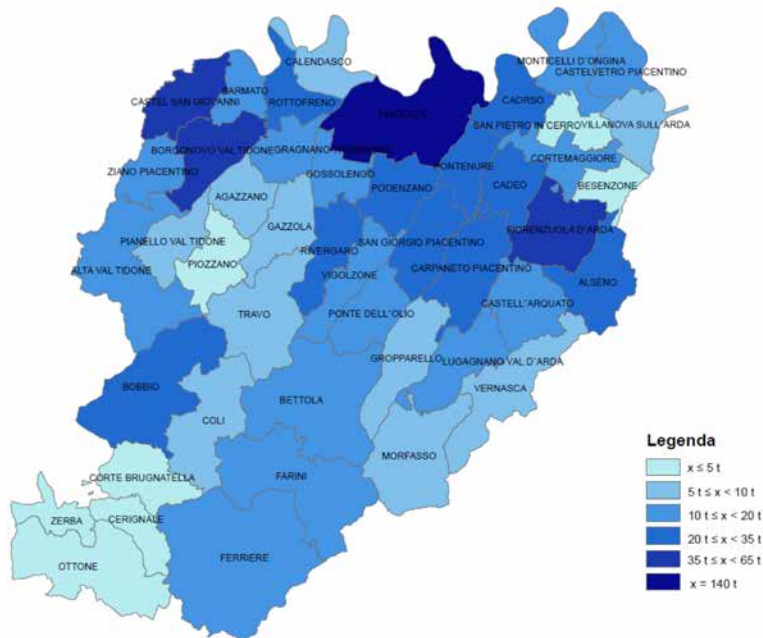 CALENDASCO
MONTICELLI D´ONGINA
CASTELVETRO PIACENTINO
SARMATO
CASTEL SAN GIOVANNI
ROTTOFRENO
CAORSO
PIACENZA
SAN PIETRO IN CERRO
VILLANOVA SULL´ARDA
BORGONOVO VAL TIDONE
GRAGNANO TREBBIENSE
CORTEMAGGIORE
ZIANO PIACENTINO
GOSSOLENGO
PONTENURE
PODENZANO
CADEO
BESENZONE
AGAZZANO
GAZZOLA
FIORENZUOLA D´ARDA
PIANELLO VAL TIDONE
SAN GIORGIO PIACENTINO
RIVERGARO
PIOZZANO
ALTA VAL TIDONE
VIGOLZONE
CARPANETO PIACENTINO
ALSENO
CASTELL´ARQUATO
TRAVO
PONTE DELL´OLIO
GROPPARELLO
LUGAGNANO VAL D´ARDA
BOBBIO
VERNASCA
BETTOLA
COLI
MORFASSO
CORTE BRUGNATELLA
FARINI
ZERBA
CERIGNALE
OTTONE
FERRIERE
Legenda
x ≤ 5 t
5 t ≤ x < 10 t
10 t ≤ x < 20 t
20 t ≤ x < 35 t
35 t ≤ x < 65 t
x = 140 t